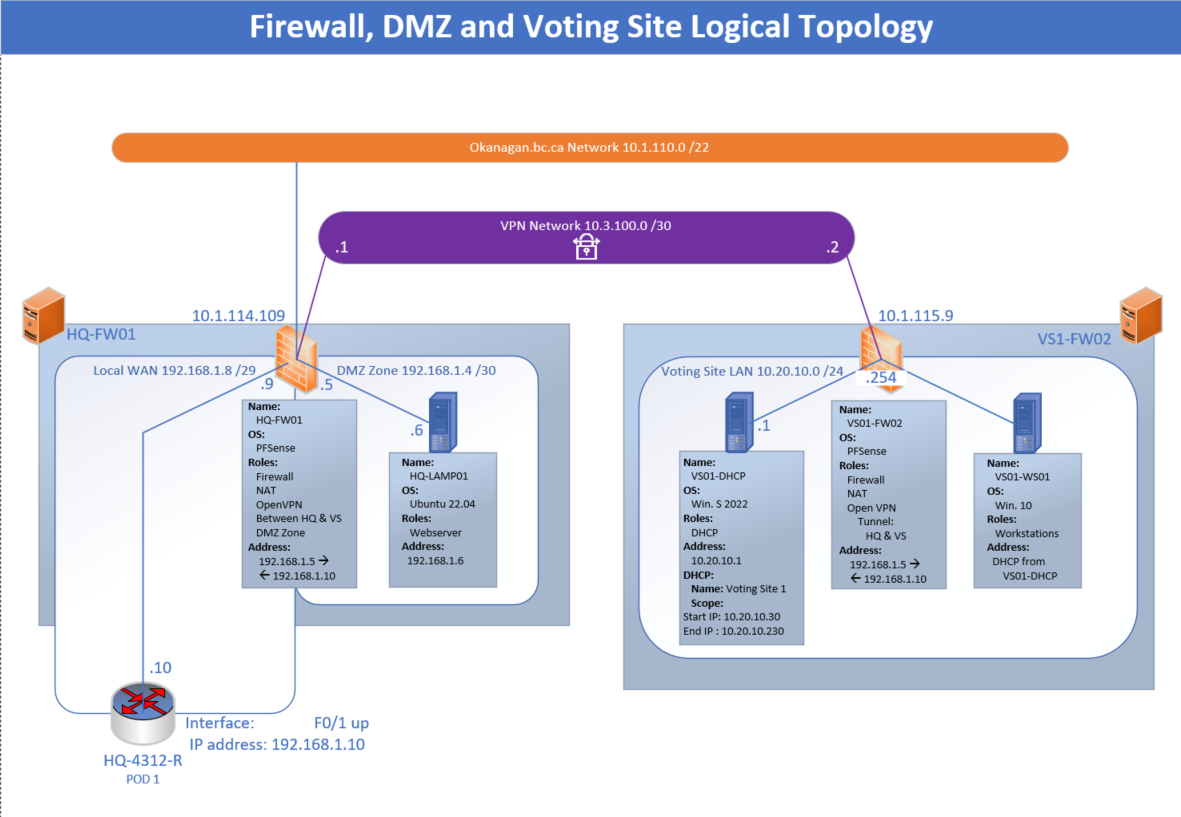 Firewall, DMZ and Voting Site Logical Topology
Okanagan.bc.ca Network 10.1.110.0 /22
VPN Network 10.3.100.0 /30
.1
.2
10.1.114.109
10.1.115.9
HQ-FW01
VS1-FW02
Local WAN 192.168.1.8 /29
.9
.5
DMZ Zone 192.168.1.4 /30
.6
Name:
HQ-FW01
OS:
PFSense
Roles:
Firewall
NAT
OpenVPN
Between HQ & VS
DMZ Zone
Address:
192.168.1.5 →
← 192.168.1.10
Name:
HQ-LAMP01
OS:
Ubuntu 22.04
Roles:
Webserver
Address:
192.168.1.6
Voting Site LAN 10.20.10.0 /24
.254
.1
Name:
VS01-DHCP
OS:
Win. S 2022
Roles:
DHCP
Address:
10.20.10.1
DHCP:
Name: Voting Site 1
Scope:
Start IP: 10.20.10.30
End IP : 10.20.10.230
Name:
VS01-FW02
OS:
PFSense
Roles:
Firewall
NAT
Open VPN
Tunnel:
HQ & VS
Address:
192.168.1.5 →
← 192.168.1.10
Name:
VS01-WS01
OS:
Win. 10
Roles:
Workstations
Address:
DHCP from
VS01-DHCP
.10
Interface: F0/1 up
IP address: 192.168.1.10
HQ-4312-R
POD 1